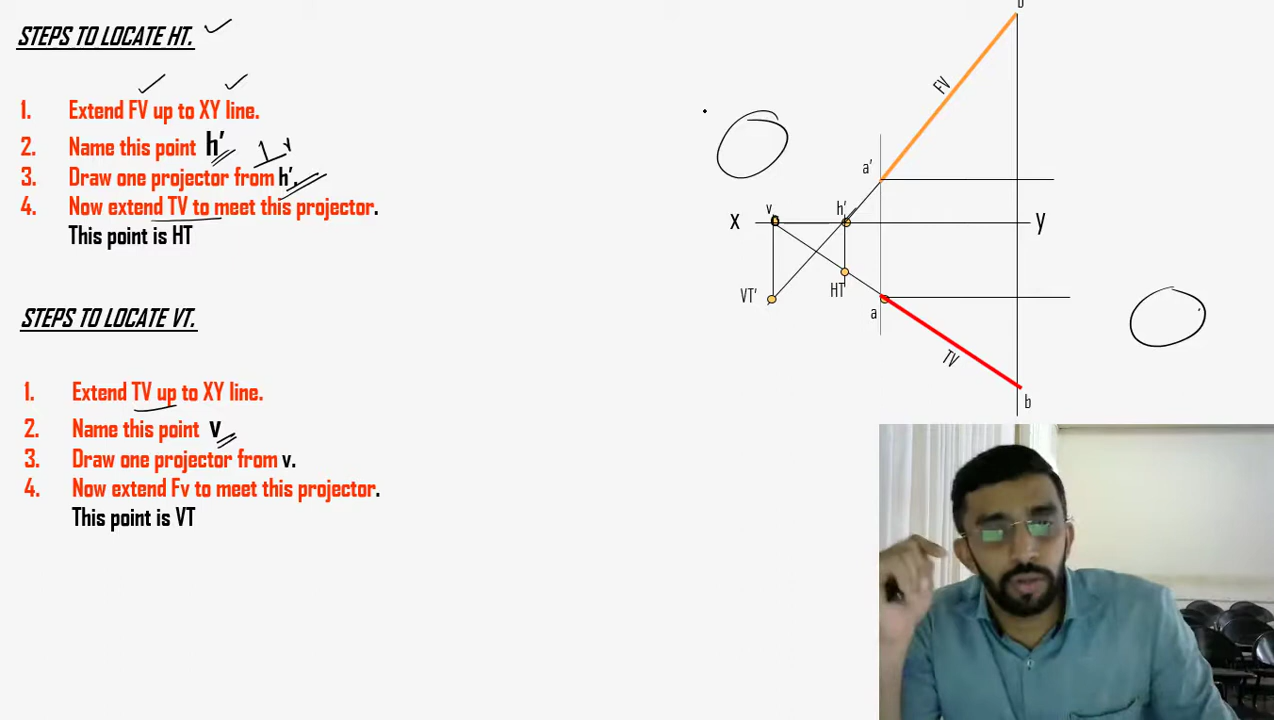 STEPS TO LOCATE HT.
1. Extend FV up to XY line.
2. Name this point h'
3. Draw one projector from h'.
4. Now extend TV to meet this projector.
This point is HT
STEPS TO LOCATE VT.
1. Extend TV up to XY line.
2. Name this point v
3. Draw one projector from v.
4. Now extend Fv to meet this projector.
This point is VT
FV
a'
v
h'
x
y
VT'
HT
a
TV
b